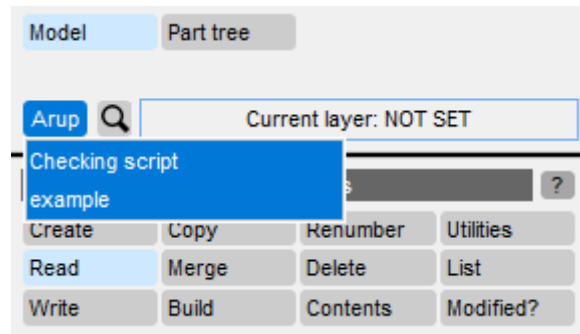 Model Part tree
Arup Current layer: NOT SET
Checking script
example
?
Create Copy Renumber Utilities
Read Merge Delete List
Write Build Contents Modified?